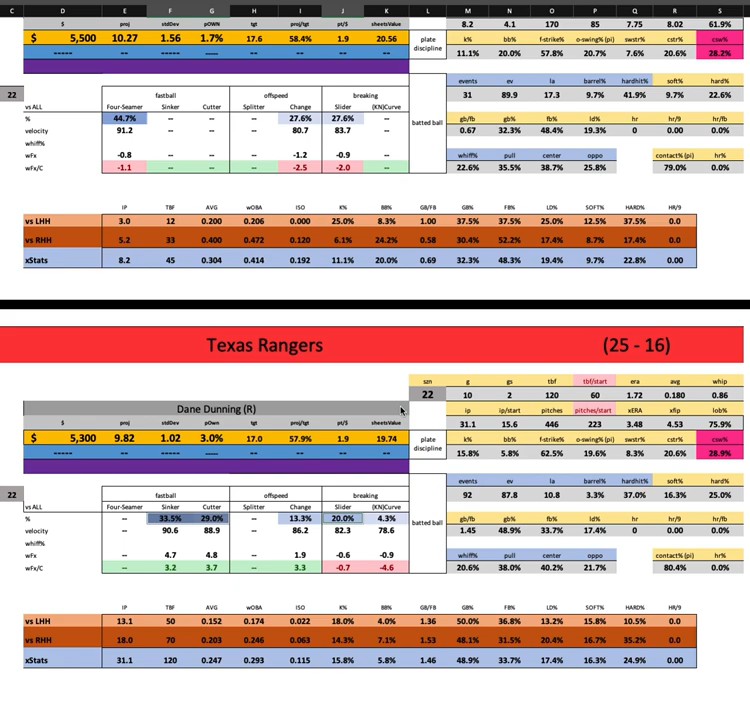 C D E F G H I J K L M N O P Q R S
$ proj stdDev pOWN tgt proj/tgt pt/$ sheetsValue 8.2 4.1 170 85 7.75 8.02 61.9%
$ 5,500 10.27 1.56 1.7% 17.6 58.4% 1.9 20.56 plate discipline k% bb% f-strike% o-swing% (pi) swstr% cstr% csw%
----- -- -- ---- -- -- -- -- 11.1% 20.0% 57.8% 20.7% 7.6% 20.6% 28.2%
events ev la barrel% hardhit% soft% hard%
22 fastball offspeed breaking 31 89.9 17.3 9.7% 41.9% 9.7% 22.6%
vs ALL Four-Seamer Sinker Cutter Splitter Change Slider (KN)Curve batted ball
% 44.7% -- -- -- 27.6% 27.6% -- gb/fb gb% fb% ld% hr hr/9 hr/fb
velocity 91.2 -- -- -- 80.7 83.7 -- 0.67 32.3% 48.4% 19.3% 0 0.00 0.0%
whiff%
wFx -0.8 -- -- -- -1.2 -0.9 -- whiff% pull center oppo contact% (pi) hr%
wFx/C -1.1 -- -- -- -2.5 -2.0 -- 22.6% 35.5% 38.7% 25.8% 79.0% 0.0%
IP TBF AVG wOBA ISO K% BB% GB/FB GB% FB% LD% SOFT% HARD% HR/9
vs LHH 3.0 12 0.200 0.206 0.000 25.0% 8.3% 1.00 37.5% 37.5% 25.0% 12.5% 37.5% 0.0
vs RHH 5.2 33 0.400 0.472 0.120 6.1% 24.2% 0.58 30.4% 52.2% 17.4% 8.7% 17.4% 0.0
xStats 8.2 45 0.304 0.414 0.192 11.1% 20.0% 0.69 32.3% 48.3% 19.4% 9.7% 22.8% 0.00
Texas Rangers (25 - 16)
szn g gs tbf tbf/start era avg whip
22 10 2 120 60 1.72 0.180 0.86
Dane Dunning (R) ip ip/start pitches pitches/start xERA xfip lob%
$ proj stdDev pOwn tgt proj/tgt pt/$ sheetsValue 31.1 15.6 446 223 3.48 4.53 75.9%
$ 5,300 9.82 1.02 3.0% 17.0 57.9% 1.9 19.74 plate discipline k% bb% f-strike% o-swing% (pi) swstr% cstr% csw%
----- -- -- ---- -- -- -- -- 15.8% 5.8% 62.5% 19.6% 8.3% 20.6% 28.9%
events ev la barrel% hardhit% soft% hard%
22 fastball offspeed breaking 92 87.8 10.8 3.3% 37.0% 16.3% 25.0%
vs ALL Four-Seamer Sinker Cutter Splitter Change Slider (KN)Curve batted ball
% -- 33.5% 29.0% -- 13.3% 20.0% 4.3% gb/fb gb% fb% ld% hr hr/9 hr/fb
velocity -- 90.6 88.9 -- 86.2 82.3 78.6 1.45 48.9% 33.7% 17.4% 0 0.00 0.0%
whiff%
wFx -- 4.7 4.8 -- 1.9 -0.6 -0.9 whiff% pull center oppo contact% (pi) hr%
wFx/C -- 3.2 3.7 -- 3.3 -0.7 -4.6 20.6% 38.0% 40.2% 21.7% 80.4% 0.0%
IP TBF AVG wOBA ISO K% BB% GB/FB GB% FB% LD% SOFT% HARD% HR/9
vs LHH 13.1 50 0.152 0.174 0.022 18.0% 4.0% 1.36 50.0% 36.8% 13.2% 15.8% 10.5% 0.0
vs RHH 18.0 70 0.203 0.246 0.063 14.3% 7.1% 1.53 48.1% 31.5% 20.4% 16.7% 35.2% 0.0
xStats 31.1 120 0.247 0.293 0.115 15.8% 5.8% 1.46 48.9% 33.7% 17.4% 16.3% 24.9% 0.00